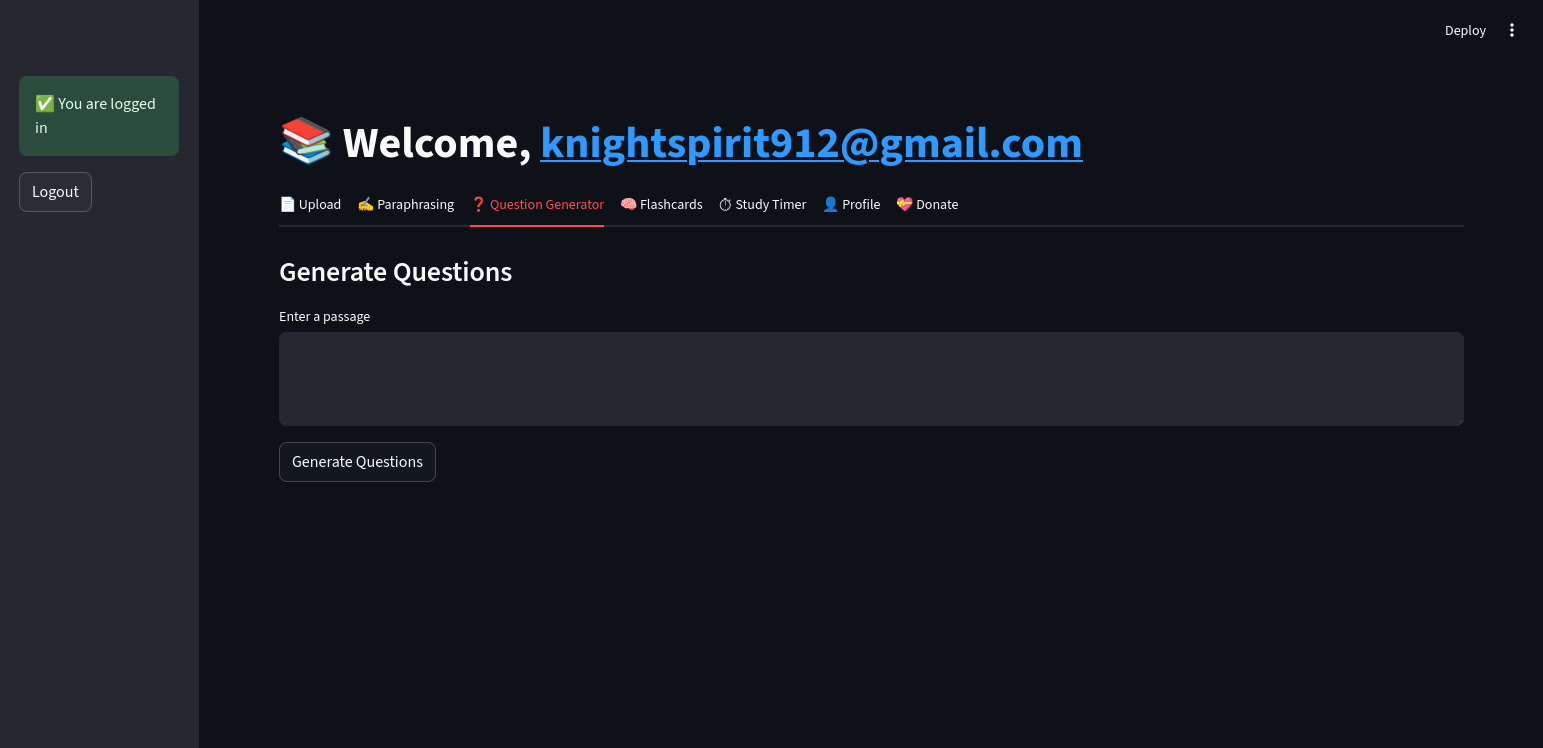 Deploy
✅ You are logged
in
Logout
📚 Welcome, knightspirit912@gmail.com
📄 Upload ✍️ Paraphrasing ❓ Question Generator 🧠 Flashcards ⏱ Study Timer 👤 Profile 💝 Donate
Generate Questions
Enter a passage
Generate Questions